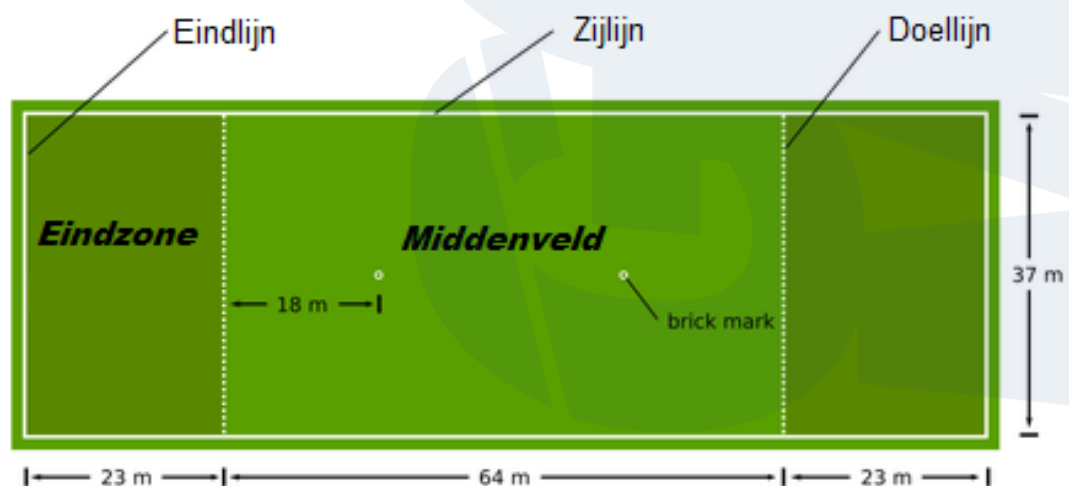 Eindlijn
Zijlijn
Doellijn
Eindzone
Middenveld
18 m
brick mark
37 m
23 m
64 m
23 m